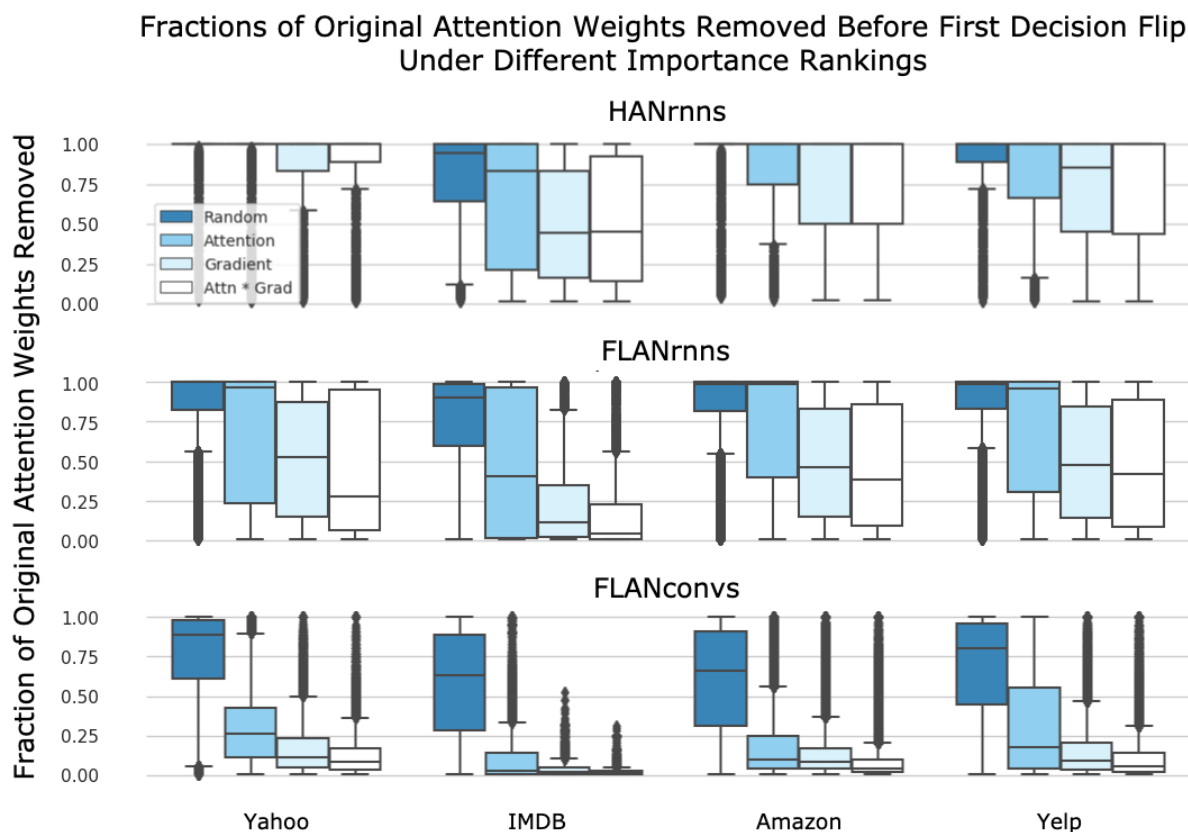 Fractions of Original Attention Weights Removed Before First Decision Flip
Under Different Importance Rankings
Fraction of Original Attention Weights Removed
HANrnns
1.00
0.75
0.50
0.25
0.00
Random
Attention
Gradient
Attn * Grad
FLANrnns
1.00
0.75
0.50
0.25
0.00
FLANconvs
1.00
0.75
0.50
0.25
0.00
Yahoo
IMDB
Amazon
Yelp